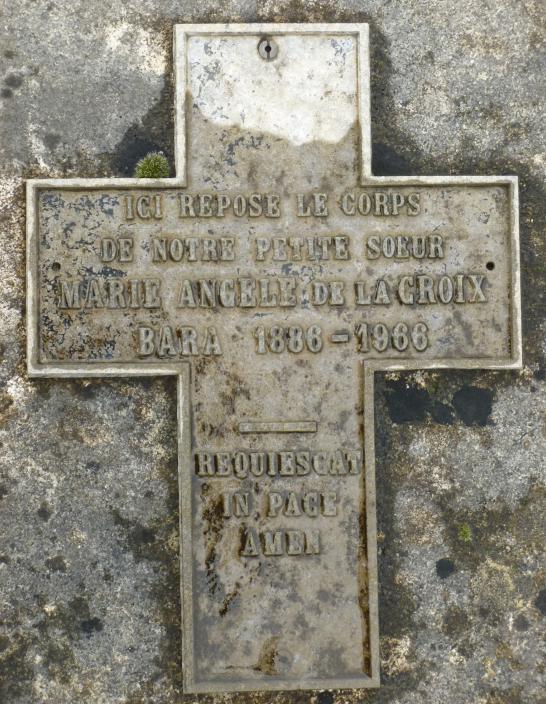 ICI REPOSE LE CORPS
DE NOTRE PETITE SOEUR
MARIE ANGELE DE LA CROIX
BARA 1886-1966
REQUIESCAT
IN PACE
AMEN